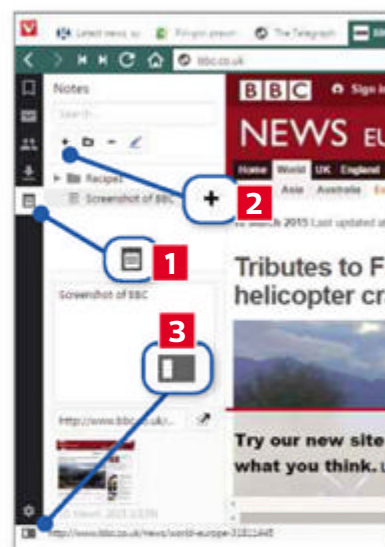 Latest news, su
The Telegraph
bbc.co.uk
Notes
BBC Sign in
Search
NEWS EU
Home World UK England
Asia Australia
Recipes
Screenshot of BBC
2
10 March 2015 Last updated at
1
Tributes to F
helicopter cr
Screenshot of BBC
3
http://www.bbc.co.uk/...
Try our new site
what you think.
http://www.bbc.co.uk/news/world-europe-31811445